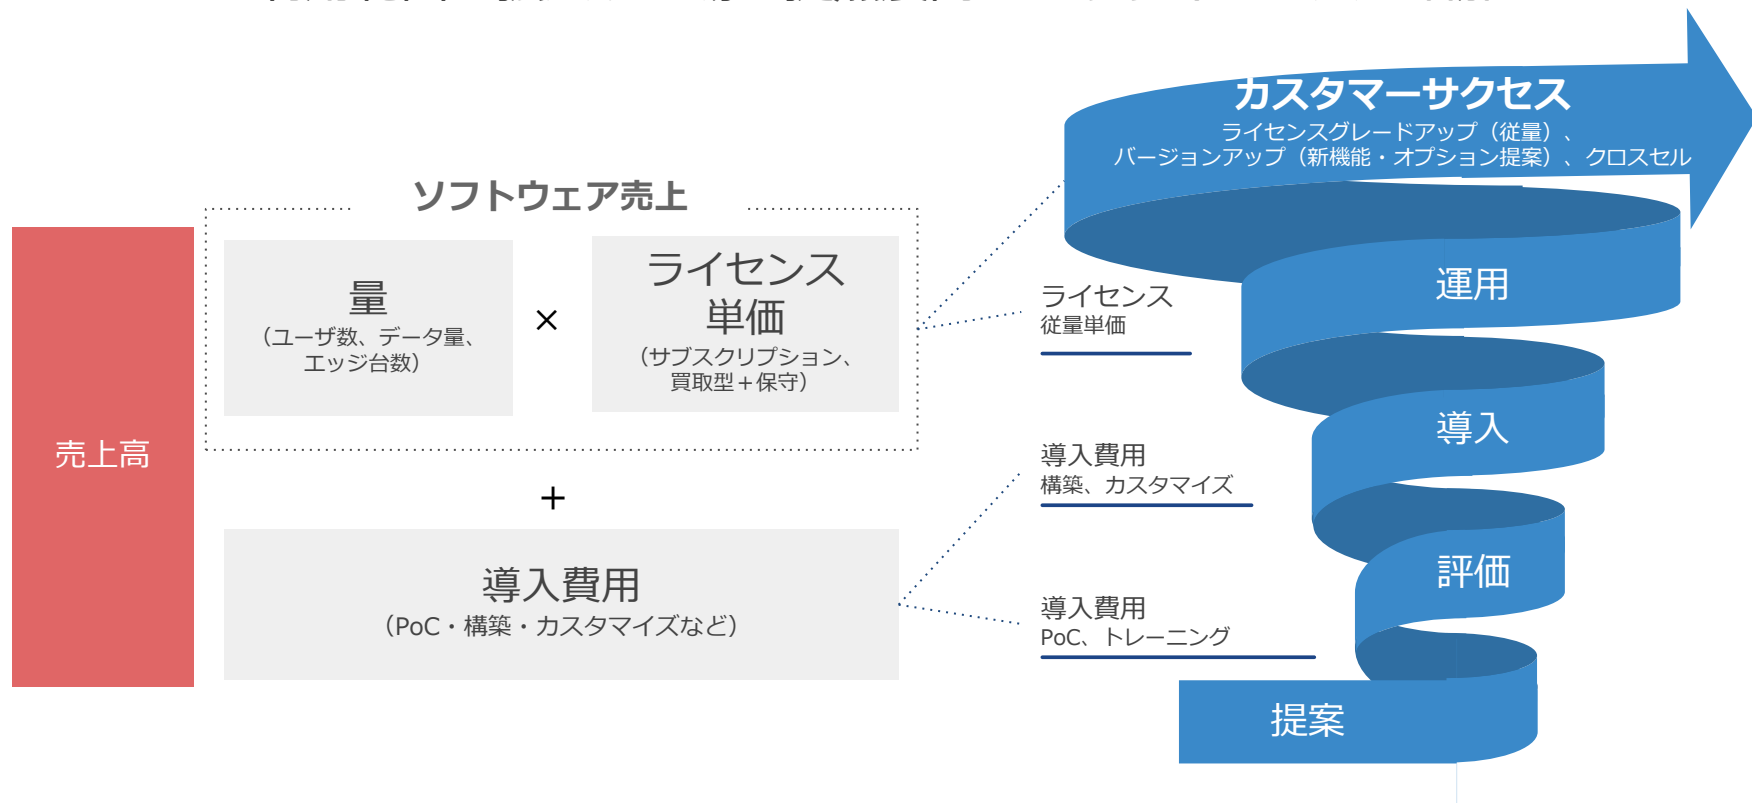 ソフトウェア売上
売上高
量
（ユーザ数、データ量、
エッジ台数）
×
ライセンス
単価
（サブスクリプション、
買取型＋保守）
＋
導入費用
（PoC・構築・カスタマイズなど）
ライセンス
従量単価
導入費用
構築、カスタマイズ
導入費用
PoC、トレーニング
カスタマーサクセス
ライセンスグレードアップ（従量）、
バージョンアップ（新機能・オプション提案）、クロスセル
運用
導入
評価
提案